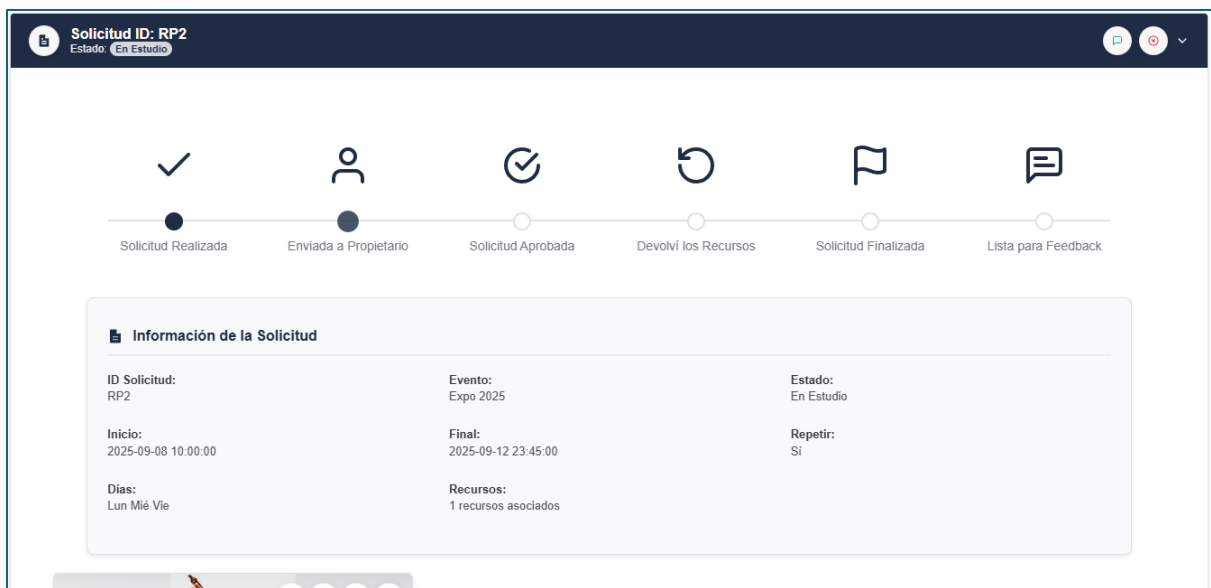 Solicitud ID: RP2
Estado: En Estudio
Solicitud Realizada
Enviada a Propietario
Solicitud Aprobada
Devolví los Recursos
Solicitud Finalizada
Lista para Feedback
Información de la Solicitud
ID Solicitud:
RP2
Evento:
Expo 2025
Estado:
En Estudio
Inicio:
2025-09-08 10:00:00
Final:
2025-09-12 23:45:00
Repetir:
Sí
Días:
Lun Mié Vie
Recursos:
1 recursos asociados